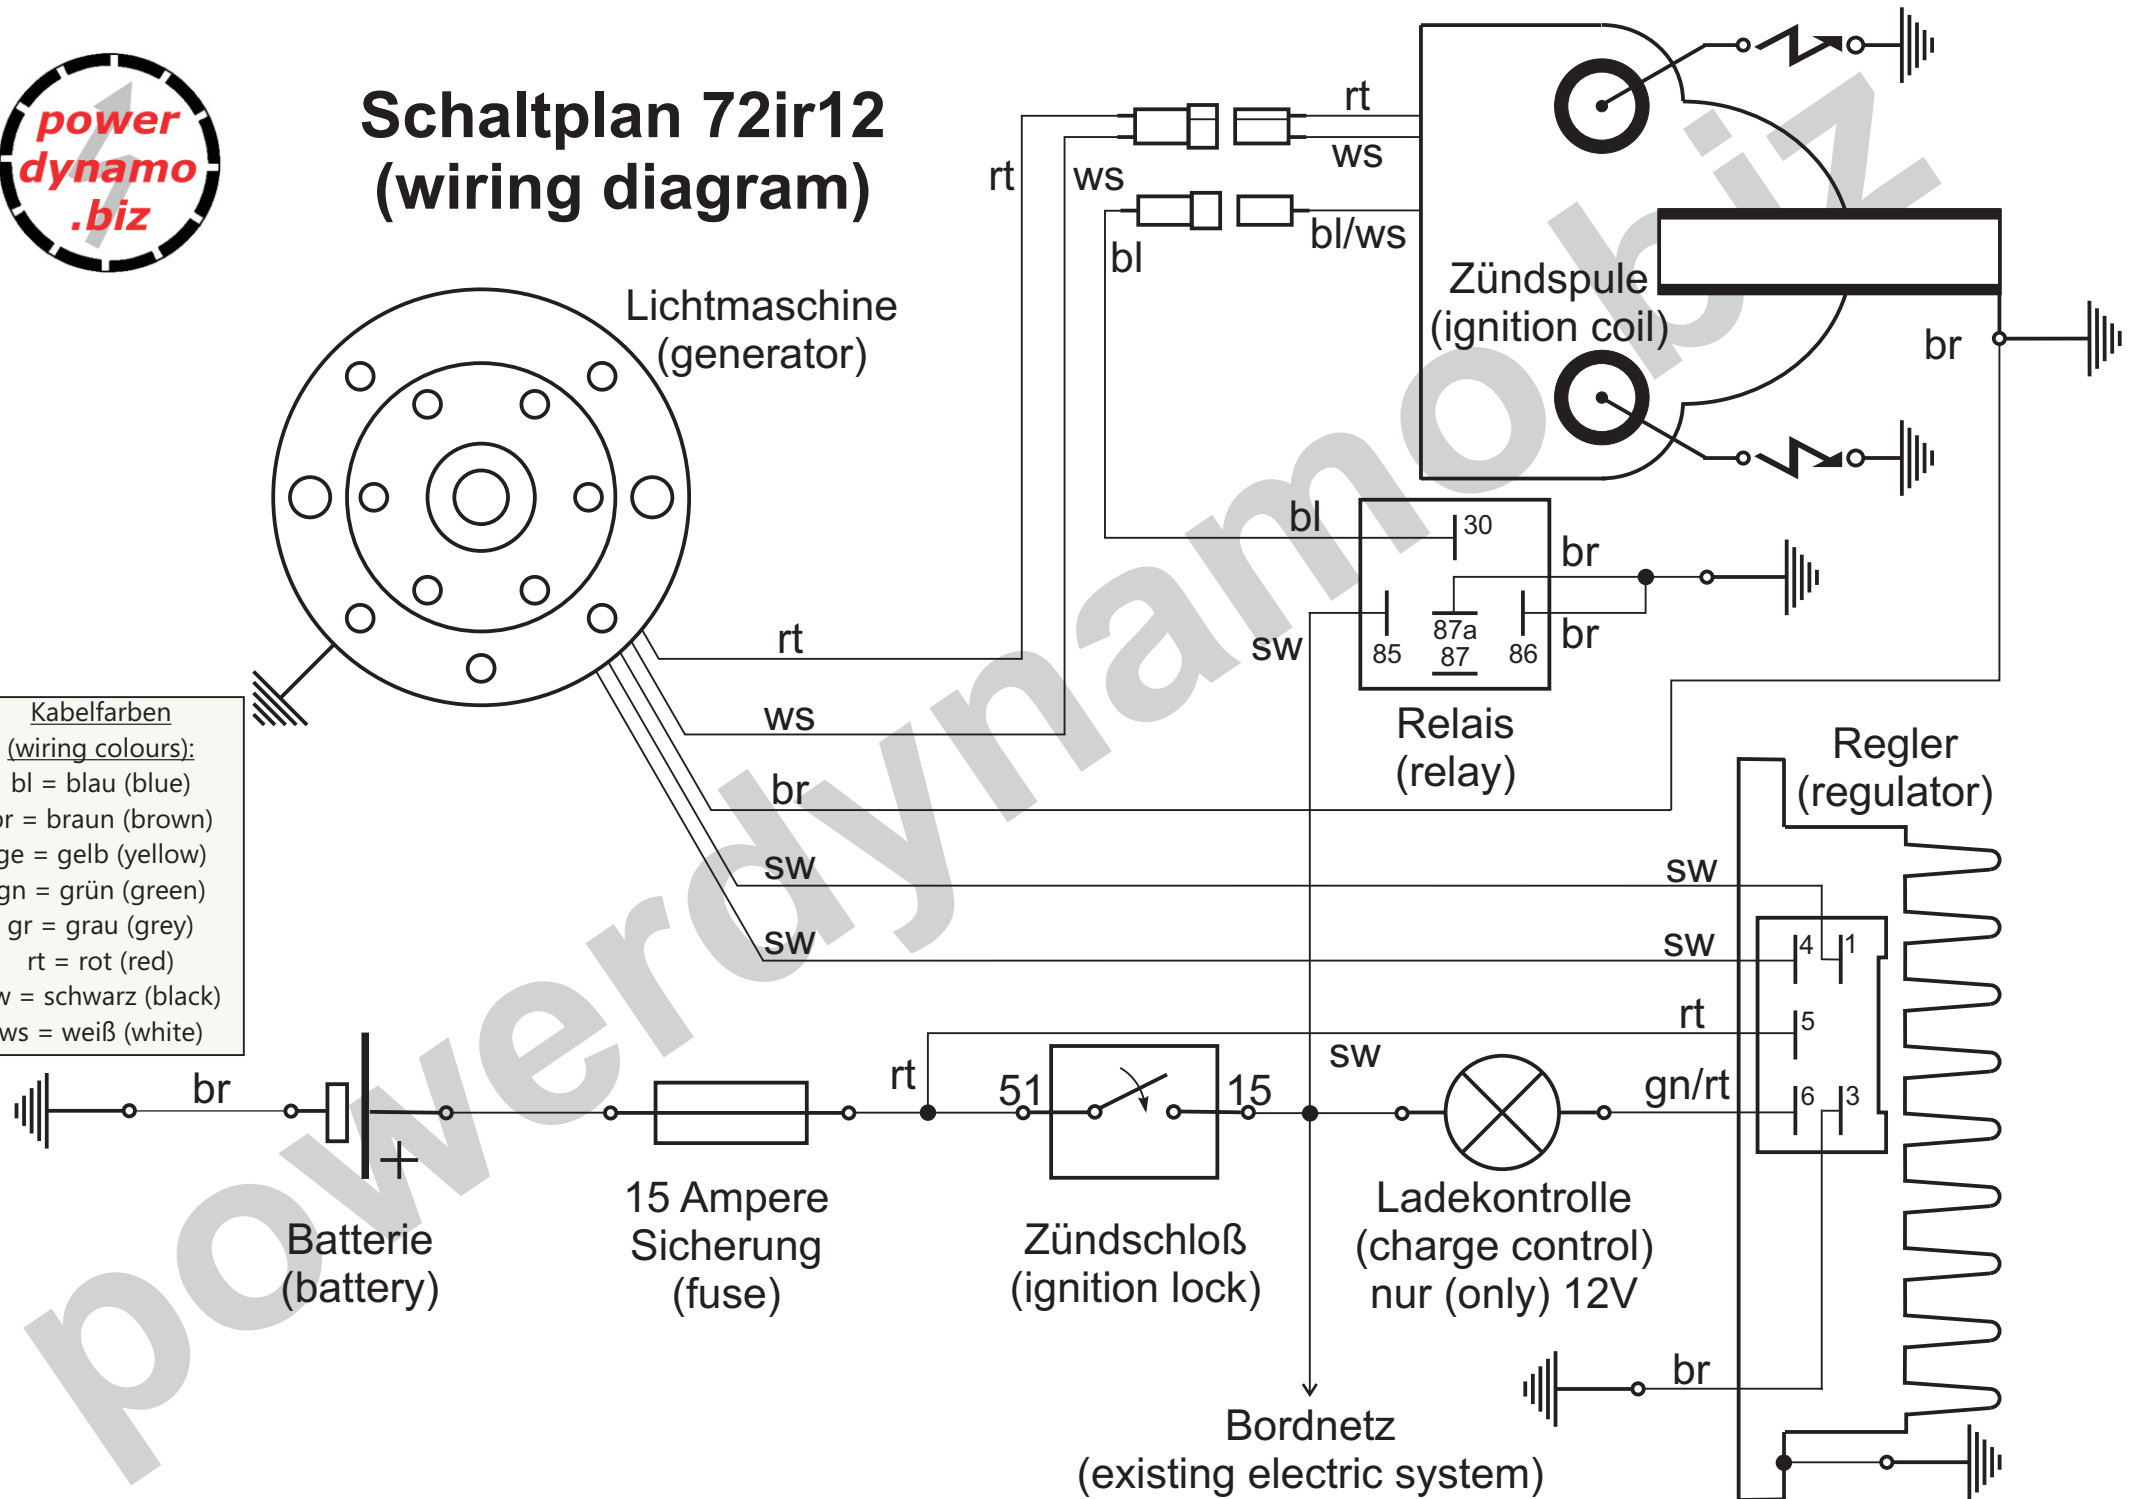 power
dynamo
.biz
Schaltplan 72ir12
(wiring diagram)
rt
ws
rt
ws
bl
bl/ws
Zündspule
(ignition coil)
br
Lichtmaschine
(generator)
bl
30
br
87a
87
85
86
br
sw
Relais
(relay)
rt
ws
br
sw
sw
Kabelfarben
(wiring colours):
bl = blau (blue)
br = braun (brown)
ge = gelb (yellow)
gn = grün (green)
gr = grau (grey)
rt = rot (red)
w = schwarz (black)
ws = weiß (white)
Regler
(regulator)
sw
sw
4
1
rt
5
gn/rt
6
3
br
br
+
Batterie
(battery)
15 Ampere
Sicherung
(fuse)
rt
51
15
Zündschloß
(ignition lock)
sw
Ladekontrolle
(charge control)
nur (only) 12V
Bordnetz
(existing electric system)
powerdynamo.biz